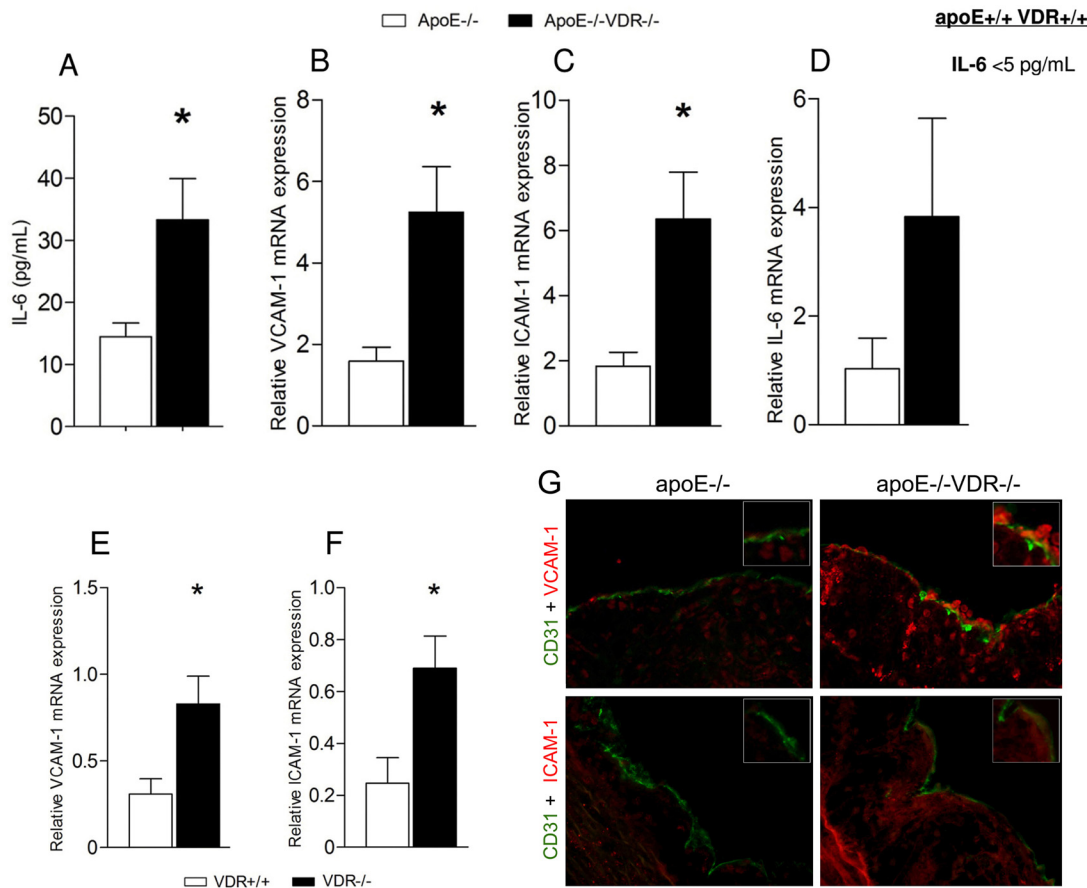 ApoE-/- ApoE-/-VDR-/-
apoE+/+ VDR+/+
IL-6 <5 pg/mL
A
*
IL-6 (pg/mL)
50
40
30
20
10
0
B
*
Relative VCAM-1 mRNA expression
8
6
4
2
0
C
*
Relative ICAM-1 mRNA expression
10
8
6
4
2
0
D
Relative IL-6 mRNA expression
6
4
2
0
E
*
Relative VCAM-1 mRNA expression
1.5
1.0
0.5
0
F
*
Relative ICAM-1 mRNA expression
1.0
0.8
0.6
0.4
0.2
0
VDR+/+ VDR-/-
G
apoE-/- apoE-/-VDR-/-
CD31 + VCAM-1
CD31 + ICAM-1